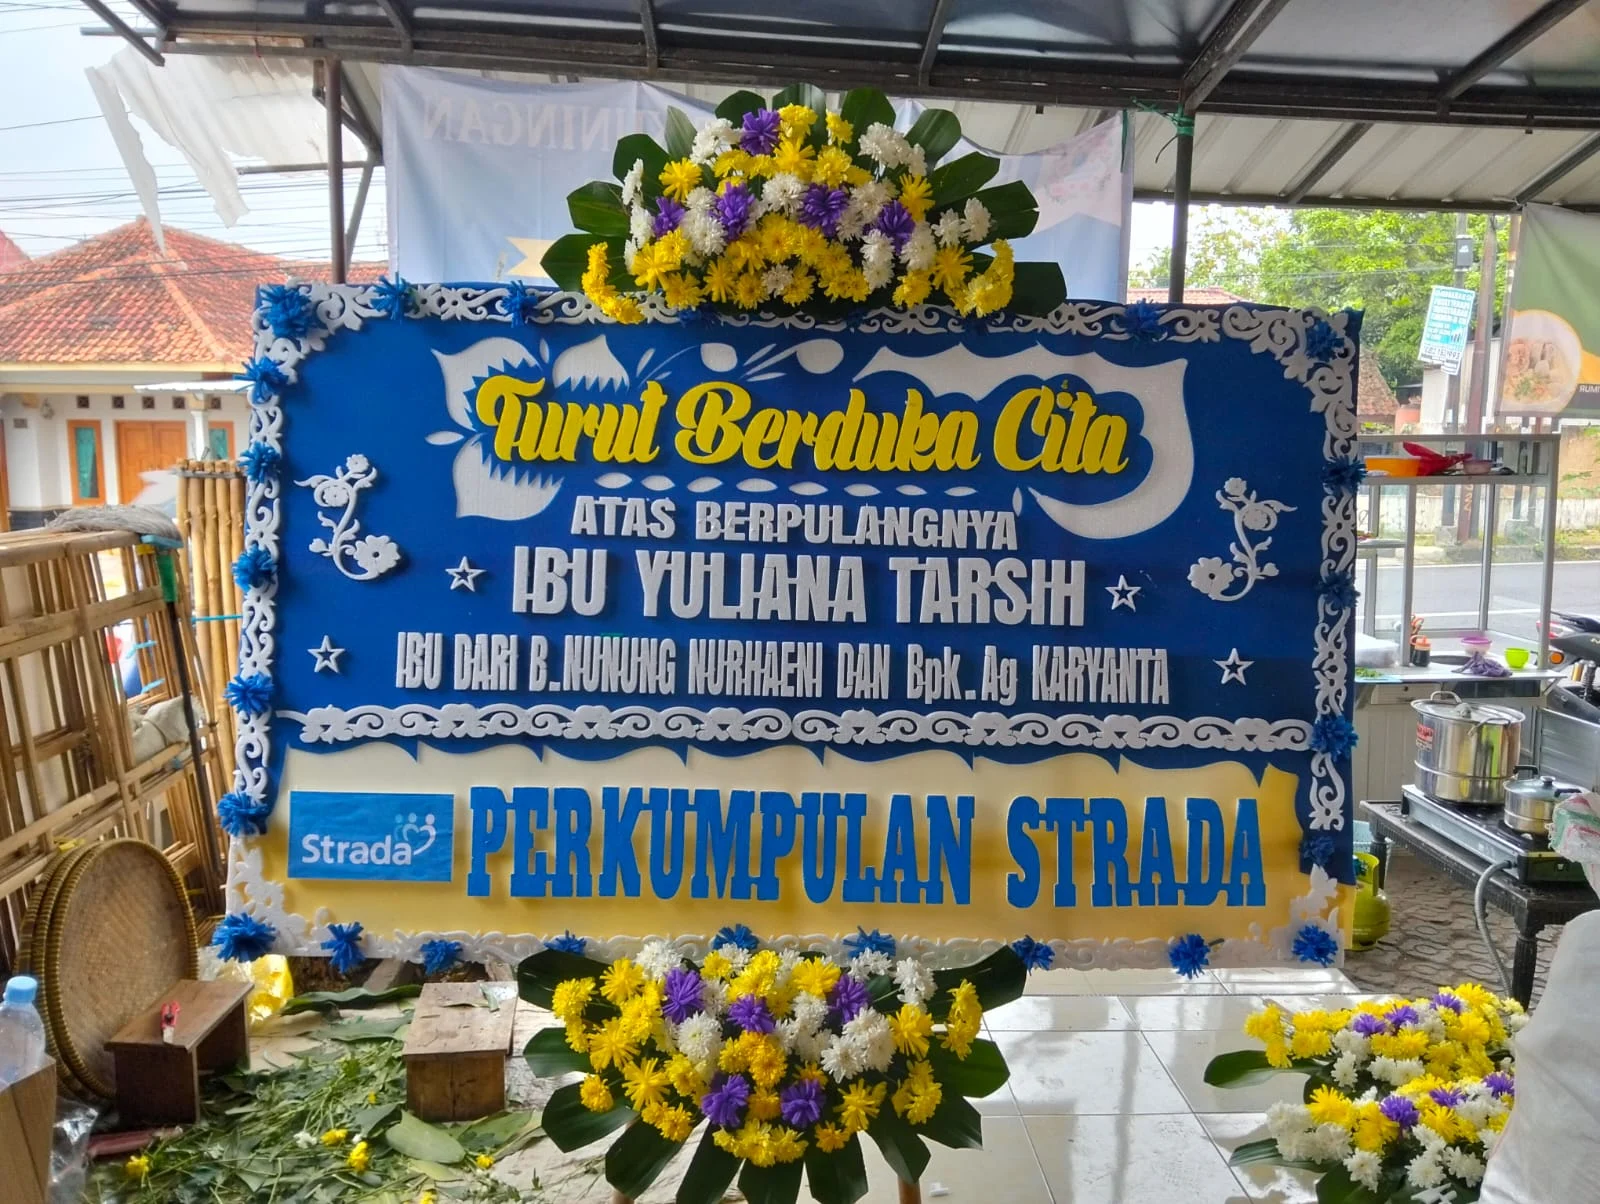 Turut Berduka Cita
ATAS BERPULANGNYA
IBU YULIANA TARSIH
IBU DARI B.NUNUNG NURHAENI DAN Bpk. Ag KARYANTA
Strada
PERKUMPULAN STRADA